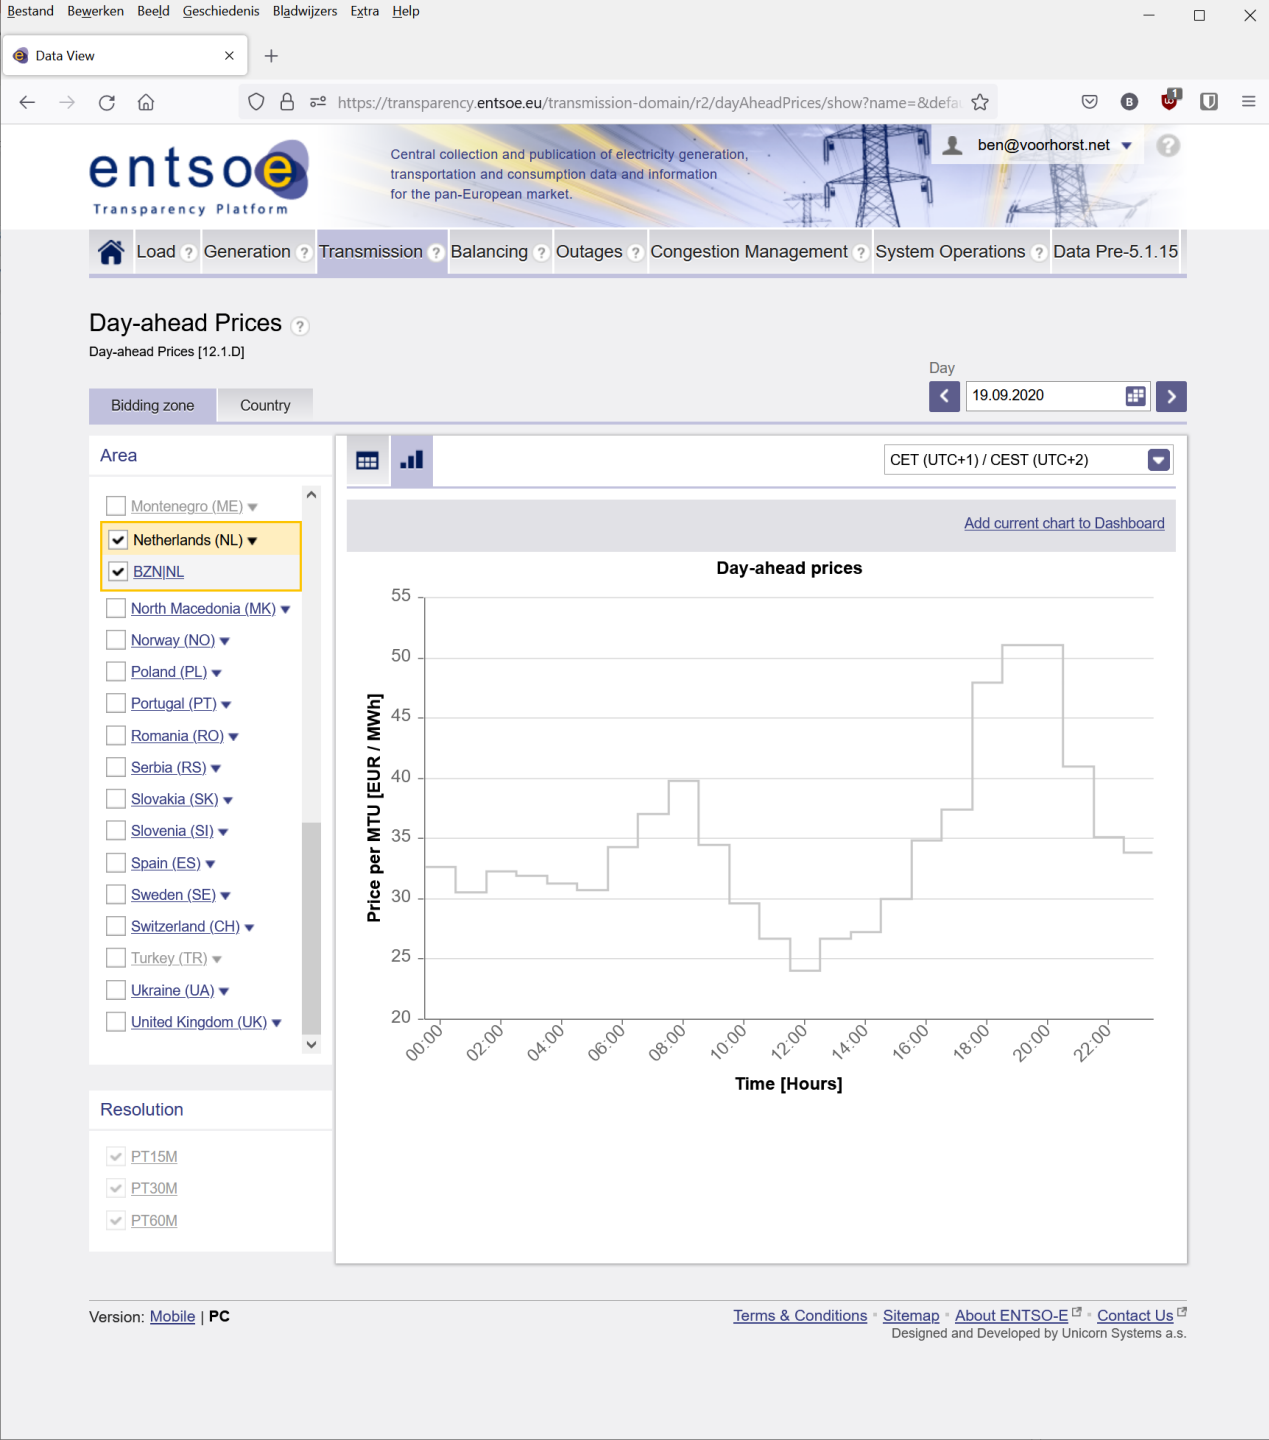 Bestand Bewerken Beeld Geschiedenis Bladwijzers Extra Help
Data View
https://transparency.entsoe.eu/transmission-domain/r2/dayAheadPrices/show?name=&defa
B
1
entsoe
Transparency Platform
Central collection and publication of electricity generation,
transportation and consumption data and information
for the pan-European market.
ben@voorhorst.net
?
Load ? Generation ? Transmission ? Balancing ? Outages ? Congestion Management ? System Operations ? Data Pre-5.1.15
Day-ahead Prices ?
Day-ahead Prices [12.1.D]
Day
19.09.2020
Bidding zone
Country
Area
Montenegro (ME)
Netherlands (NL)
BZN|NL
North Macedonia (MK)
Norway (NO)
Poland (PL)
Portugal (PT)
Romania (RO)
Serbia (RS)
Slovakia (SK)
Slovenia (SI)
Spain (ES)
Sweden (SE)
Switzerland (CH)
Turkey (TR)
Ukraine (UA)
United Kingdom (UK)
Resolution
PT15M
PT30M
PT60M
CET (UTC+1) / CEST (UTC+2)
Add current chart to Dashboard
Day-ahead prices
Price per MTU [EUR / MWh]
55
50
45
40
35
30
25
20
00:00 02:00 04:00 06:00 08:00 10:00 12:00 14:00 16:00 18:00 20:00 22:00
Time [Hours]
Version: Mobile | PC
Terms & Conditions Sitemap About ENTSO-E Contact Us
Designed and Developed by Unicorn Systems a.s.